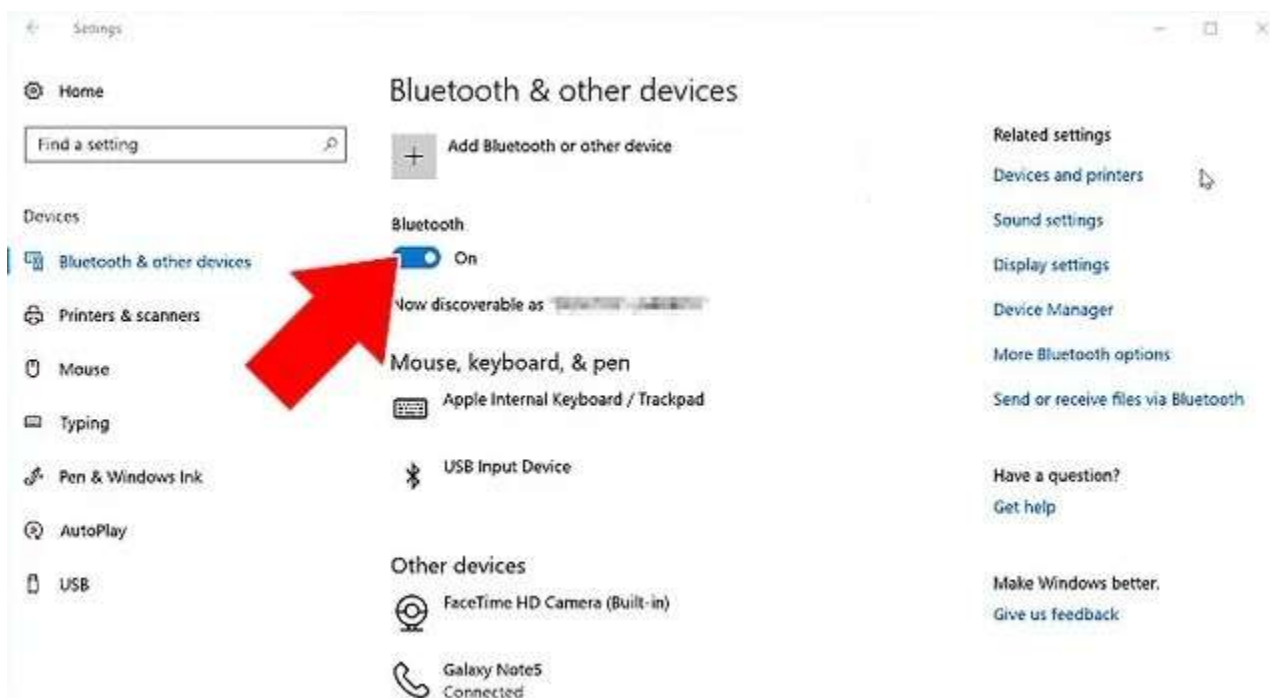 Settings
Home
Find a setting
Devices
Bluetooth & other devices
Printers & scanners
Mouse
Typing
Pen & Windows Ink
AutoPlay
USB
Bluetooth & other devices
Add Bluetooth or other device
Bluetooth
On
Now discoverable as
Mouse, keyboard, & pen
Apple Internal Keyboard / Trackpad
USB Input Device
Other devices
FaceTime HD Camera (Built-in)
Galaxy Note5
Connected
Related settings
Devices and printers
Sound settings
Display settings
Device Manager
More Bluetooth options
Send or receive files via Bluetooth
Have a question?
Get help
Make Windows better.
Give us feedback